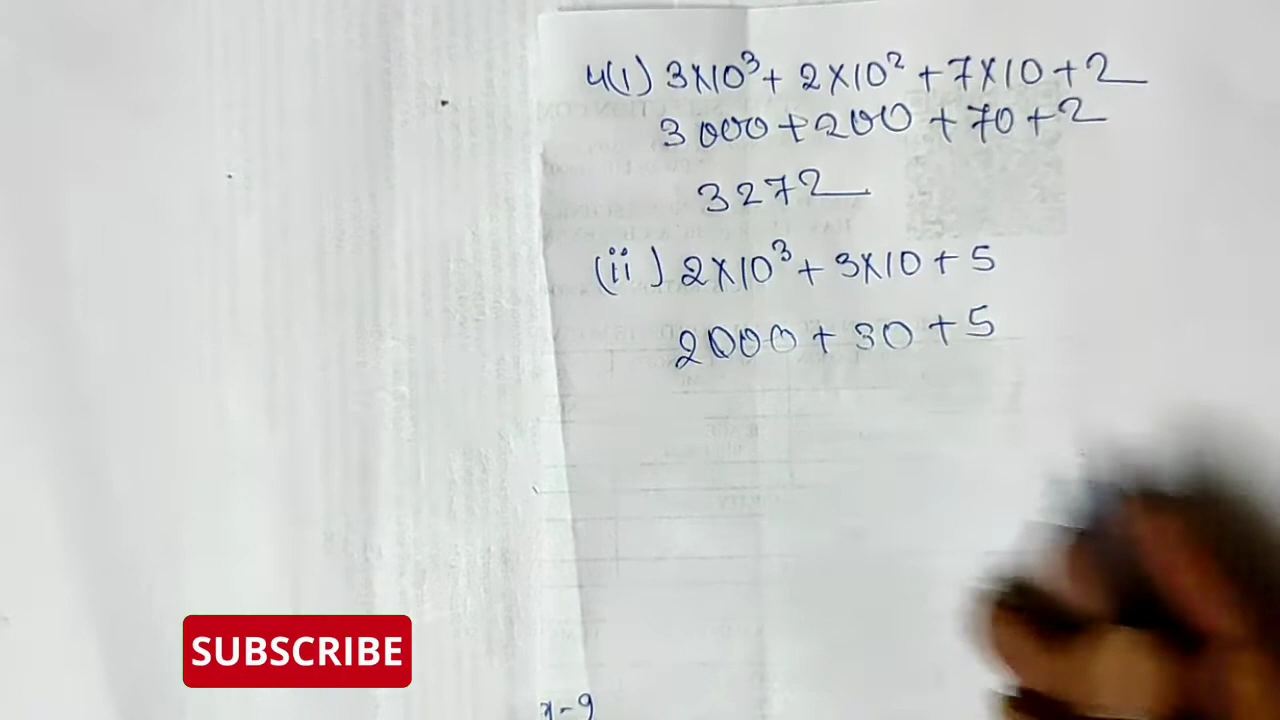 4(i) 3×10³+ 2×10² +7×10+2
3000+200 +70+2
3272
(ii) 2×10³+ 3×10+5
2000 + 30 +5
SUBSCRIBE